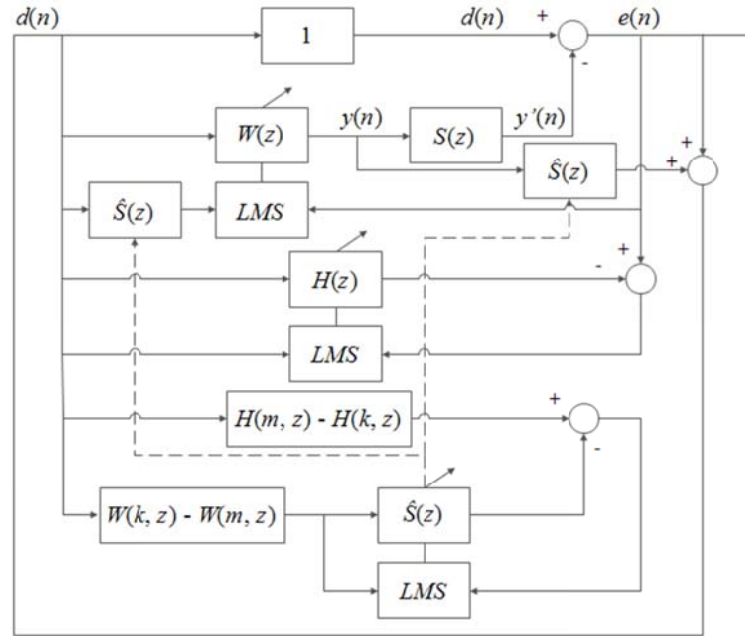 d(n) 1 d(n) + e(n)
-
W(z) y(n) S(z) y’(n)
+
Ŝ(z) +
Ŝ(z) LMS
+
H(z) -
LMS
H(m, z) - H(k, z) +
-
W(k, z) - W(m, z) Ŝ(z)
LMS